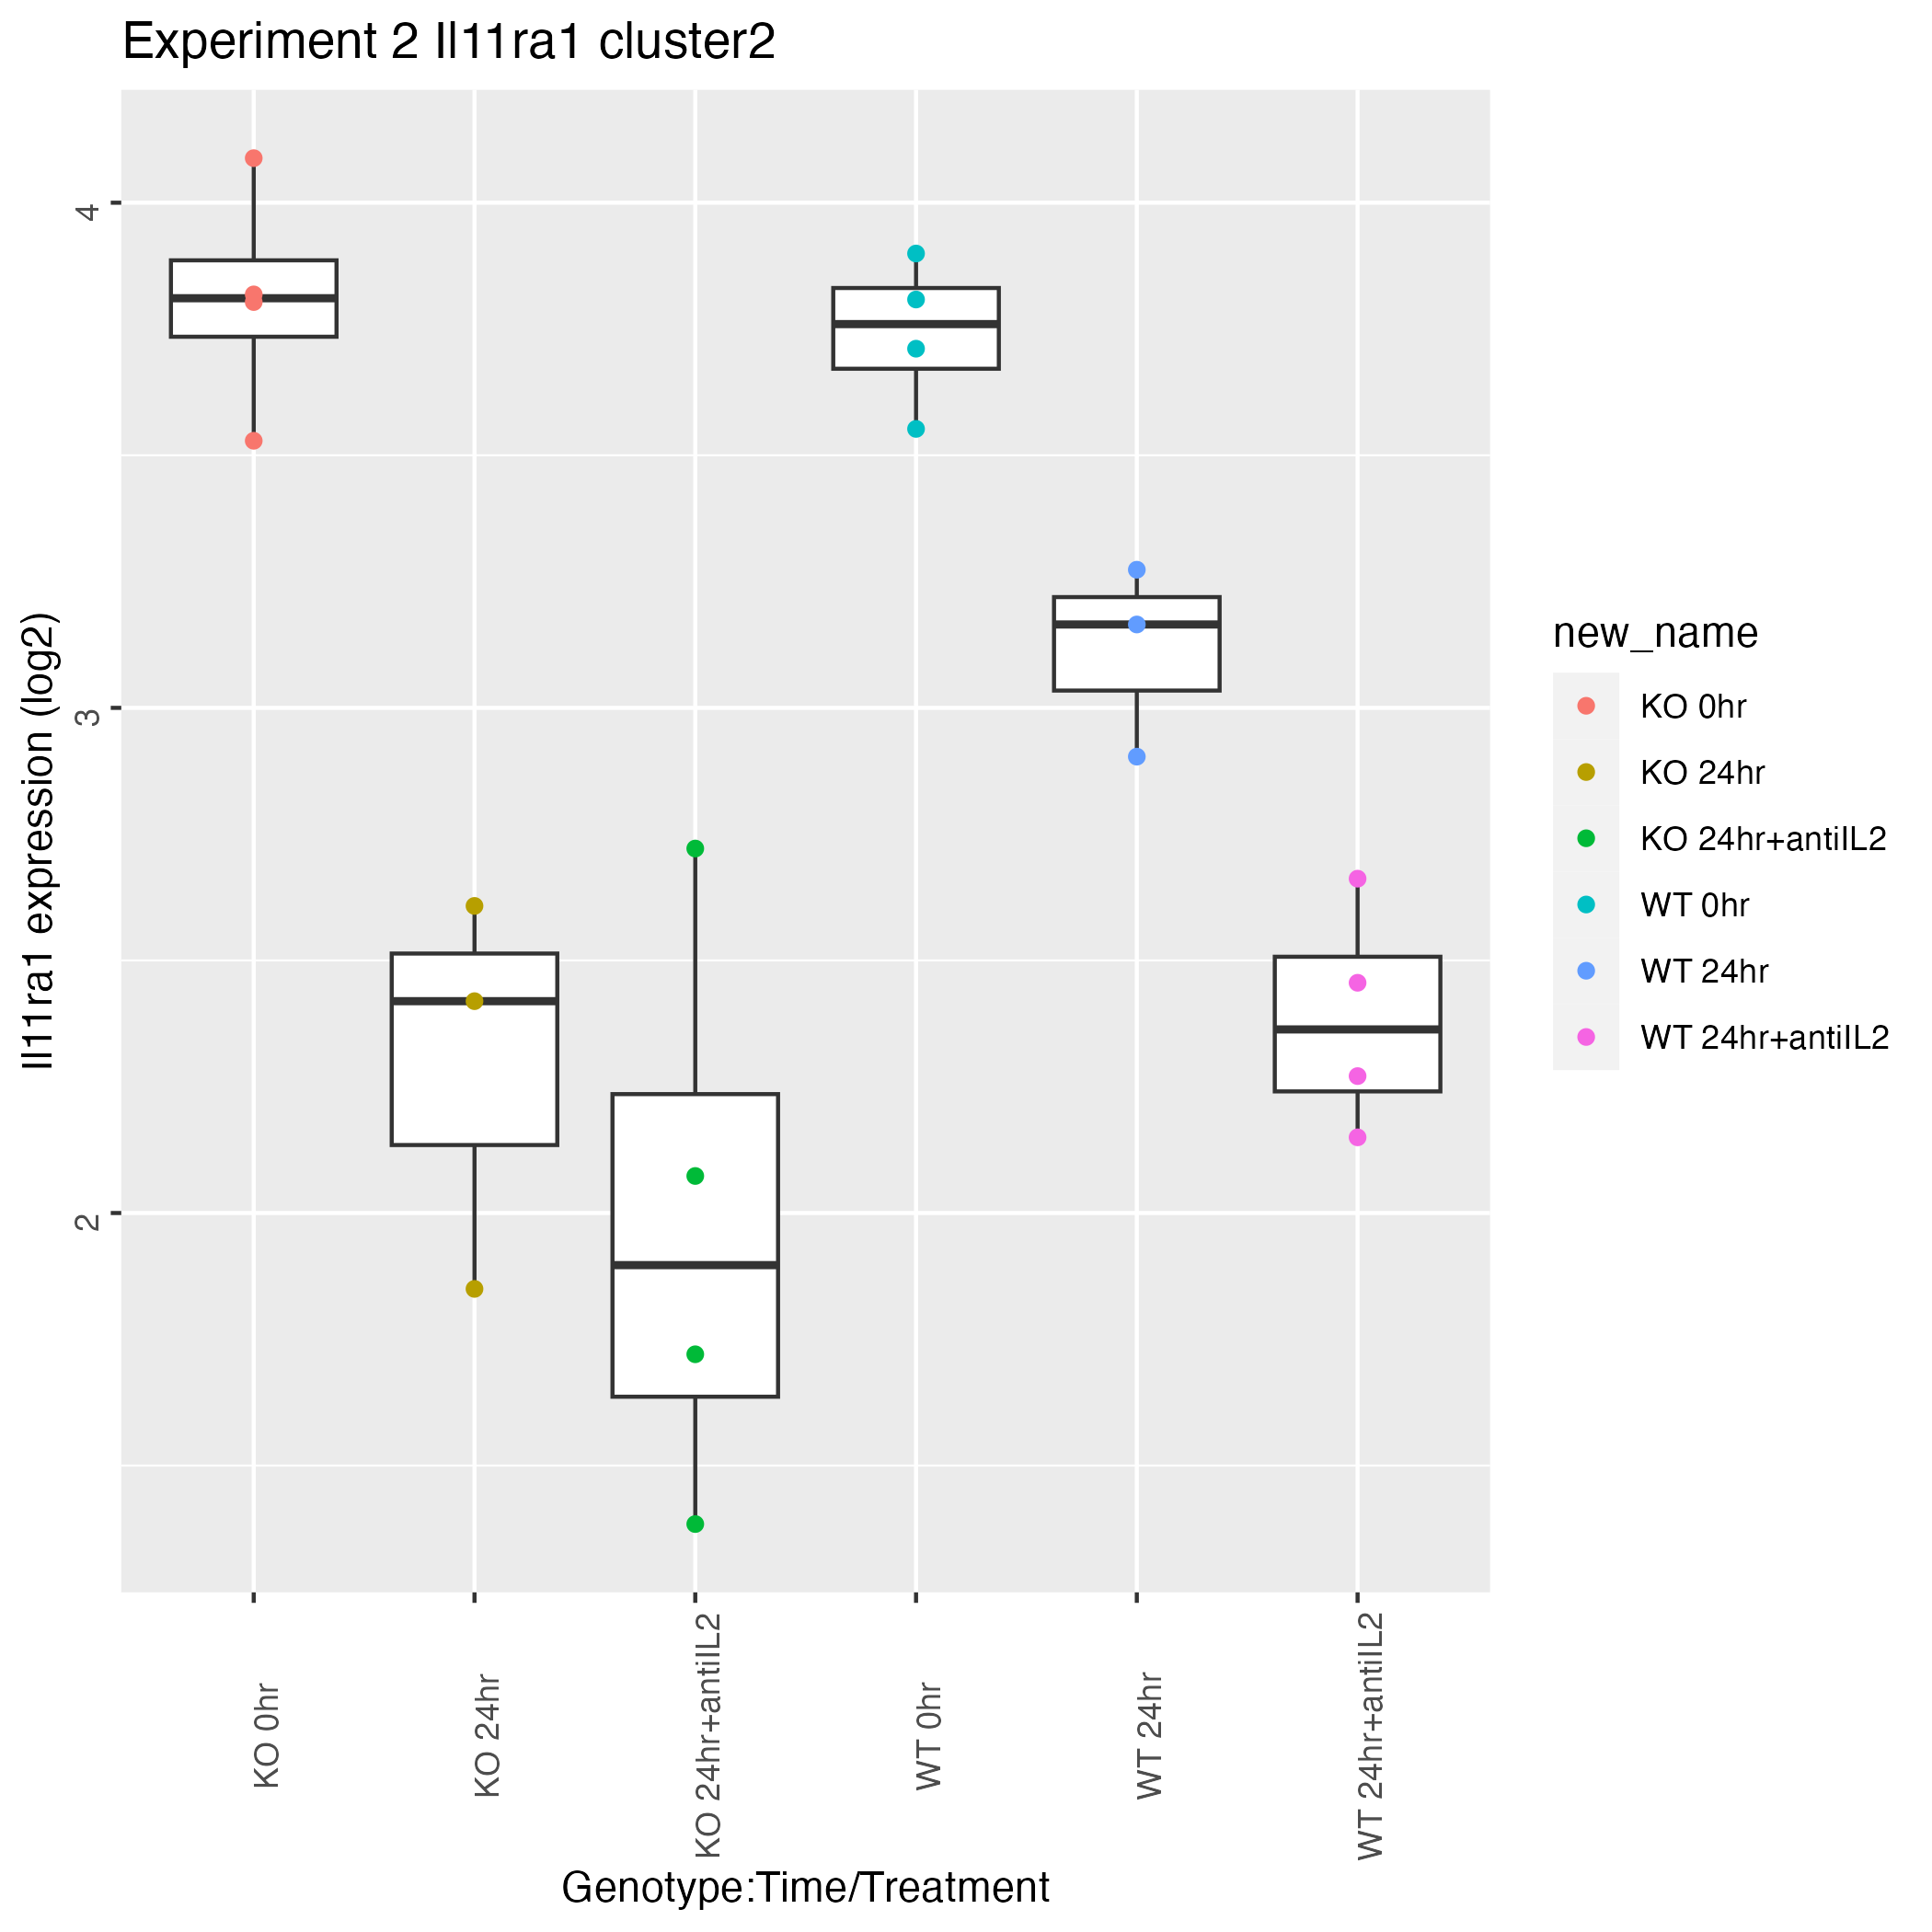 Experiment 2 Il11ra1 cluster2
Il11ra1 expression (log2)
4
3
2
KO 0hr
KO 24hr
KO 24hr+antiIL2
WT 0hr
WT 24hr
WT 24hr+antiIL2
Genotype:Time/Treatment
new_name
KO 0hr
KO 24hr
KO 24hr+antiIL2
WT 0hr
WT 24hr
WT 24hr+antiIL2